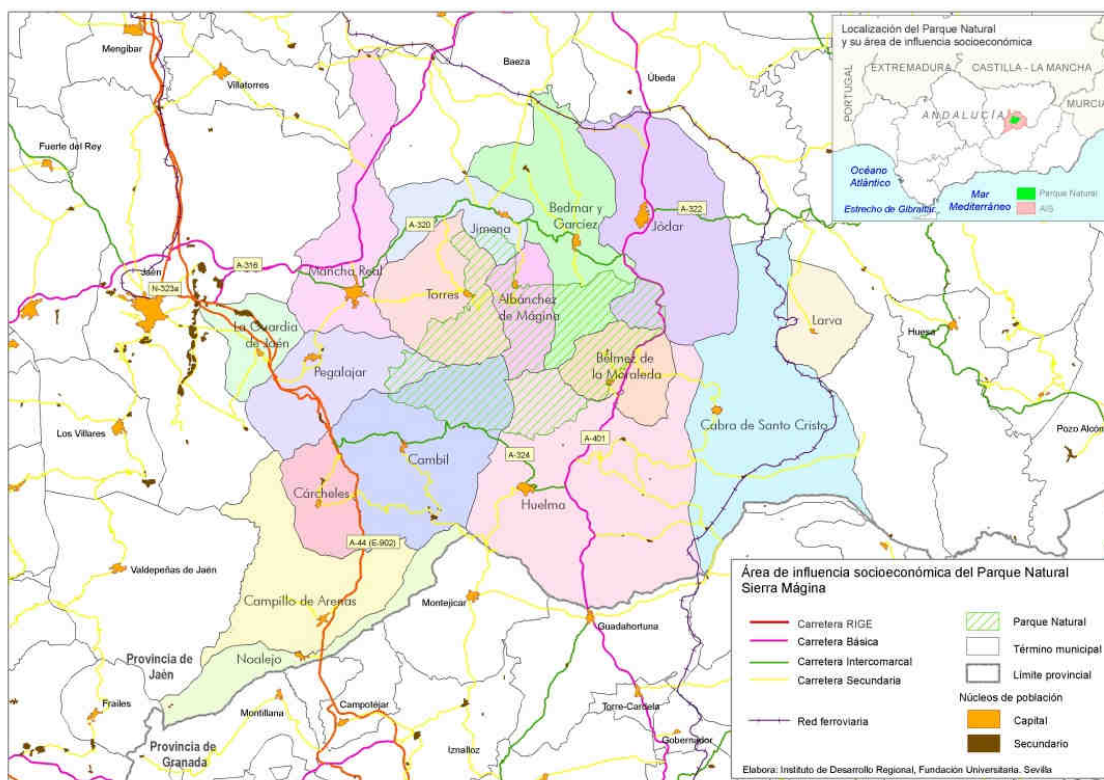 Mengibar
Villatorres
Baeza
Úbeda
Fuerte del Rey
Localización del Parque Natural
y su área de influencia socioeconómica
EXTREMADURA
CASTILLA - LA MANCHA
PORTUGAL
MURCIA
ANDALUCÍA
Océano
Atlántico
Estrecho de Gibraltar
Mar
Mediterráneo
Parque Natural
AIS
Bedmar y
Garcíez
Jódar
A-322
Jimena
A-320
A-316
Jaén
N-323a
Mancha Real
Torres
Albánchez
de Mágina
Larva
Huesa
La Guardia
de Jaén
Pegalajar
Bélmez de
la Moraleda
Cabra de Santo Cristo
Pozo Alcón
Los Villares
A-401
A-324
Cambil
Cárcheles
Huelma
A-44 (E-902)
Valdepeñas de Jaén
Campillo de Arenas
Montejícar
Guadahortuna
Noalejo
Provincia de
Jaén
Frailes
Montillana
Campotéjar
Torre-Cardela
Gobernador
Iznalloz
Provincia de
Granada
Área de influencia socioeconómica del Parque Natural
Sierra Mágina
Carretera RIGE
Carretera Básica
Carretera Intercomarcal
Carretera Secundaria
Red ferroviaria
Parque Natural
Término municipal
Límite provincial
Núcleos de población
Capital
Secundario
Elabora: Instituto de Desarrollo Regional, Fundación Universitaria. Sevilla